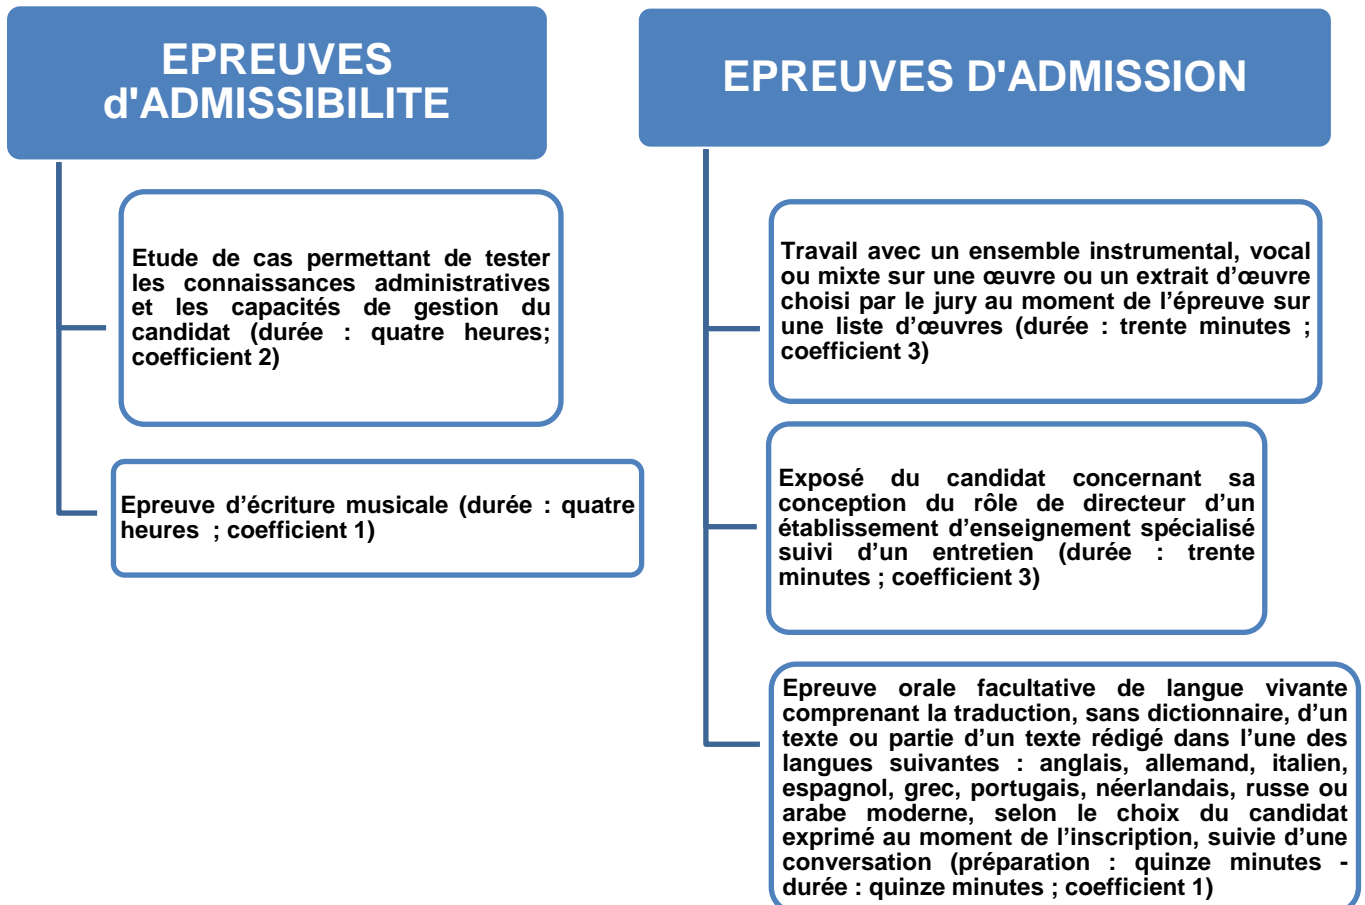 EPREUVES
d'ADMISSIBILITE
Etude de cas permettant de tester
les connaissances administratives
et les capacités de gestion du
candidat (durée : quatre heures;
coefficient 2)
Epreuve d’écriture musicale (durée : quatre
heures ; coefficient 1)
EPREUVES D'ADMISSION
Travail avec un ensemble instrumental, vocal
ou mixte sur une œuvre ou un extrait d’œuvre
choisi par le jury au moment de l’épreuve sur
une liste d’œuvres (durée : trente minutes ;
coefficient 3)
Exposé du candidat concernant sa
conception du rôle de directeur d’un
établissement d’enseignement spécialisé
suivi d’un entretien (durée : trente
minutes ; coefficient 3)
Epreuve orale facultative de langue vivante
comprenant la traduction, sans dictionnaire, d’un
texte ou partie d’un texte rédigé dans l’une des
langues suivantes : anglais, allemand, italien,
espagnol, grec, portugais, néerlandais, russe ou
arabe moderne, selon le choix du candidat
exprimé au moment de l’inscription, suivie d’une
conversation (préparation : quinze minutes -
durée : quinze minutes ; coefficient 1)